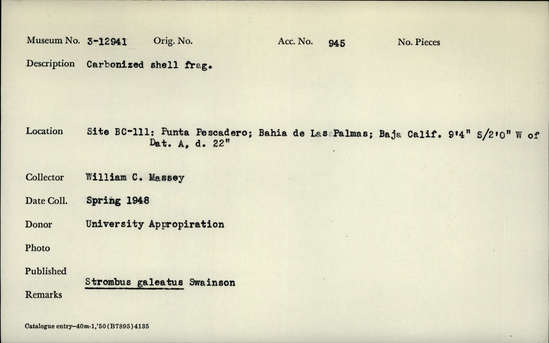 Museum No. 3-12941 Orig. No. Acc. No. 945 No. Pieces
Description Carbonized shell frag.
Location Site BC-111: Punta Pescadero; Bahia de Las Palmas; Baja Calif. 9'4" S/2'0" W of
Dat. A, d. 22"
Collector William C. Massey
Date Coll. Spring 1948
Donor University Appropiration
Photo
Published
Strombus galeatus Swainson
Remarks
Catalogue entry—40m-1,'50(B7895)4135